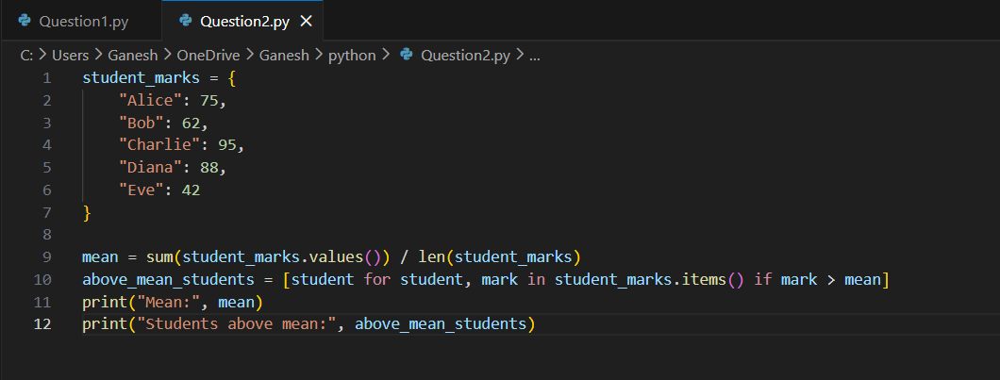 Question1.py
Question2.py
C: > Users > Ganesh > OneDrive > Ganesh > python > Question2.py > ...
1 student_marks = {
2     "Alice": 75,
3     "Bob": 62,
4     "Charlie": 95,
5     "Diana": 88,
6     "Eve": 42
7 }
8
9 mean = sum(student_marks.values()) / len(student_marks)
10 above_mean_students = [student for student, mark in student_marks.items() if mark > mean]
11 print("Mean:", mean)
12 print("Students above mean:", above_mean_students)